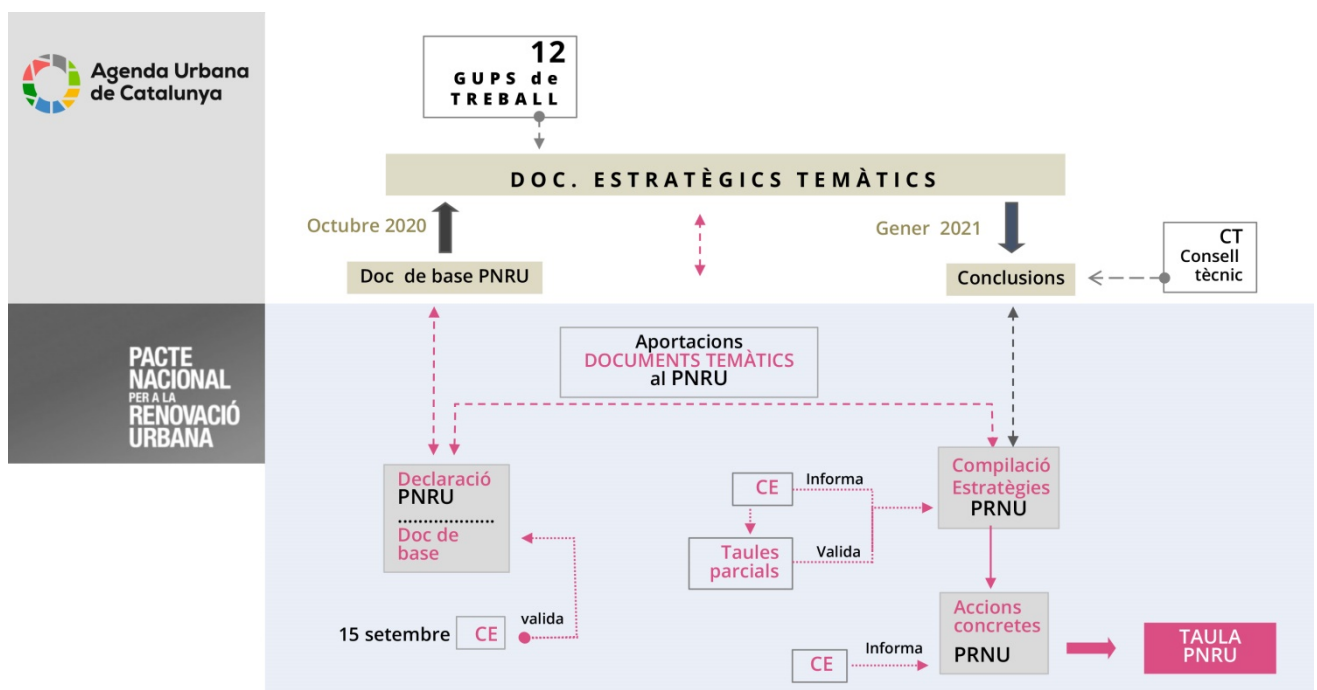 Agenda Urbana
de Catalunya
12
GUPS de
TREBALL
DOC. ESTRATÈGICS TEMÀTICS
Octubre 2020
Gener 2021
Doc de base PNRU
Conclusions
CT
Consell
tècnic
PACTE
NACIONAL
PER A LA
RENOVACIÓ
URBANA
Aportacions
DOCUMENTS TEMÀTICS
al PNRU
Declaració
PNRU
....................
Doc de
base
15 setembre
CE
valida
CE
Informa
Taules
parcials
Valida
Compilació
Estratègies
PRNU
Accions
concretes
PRNU
CE
Informa
TAULA
PNRU